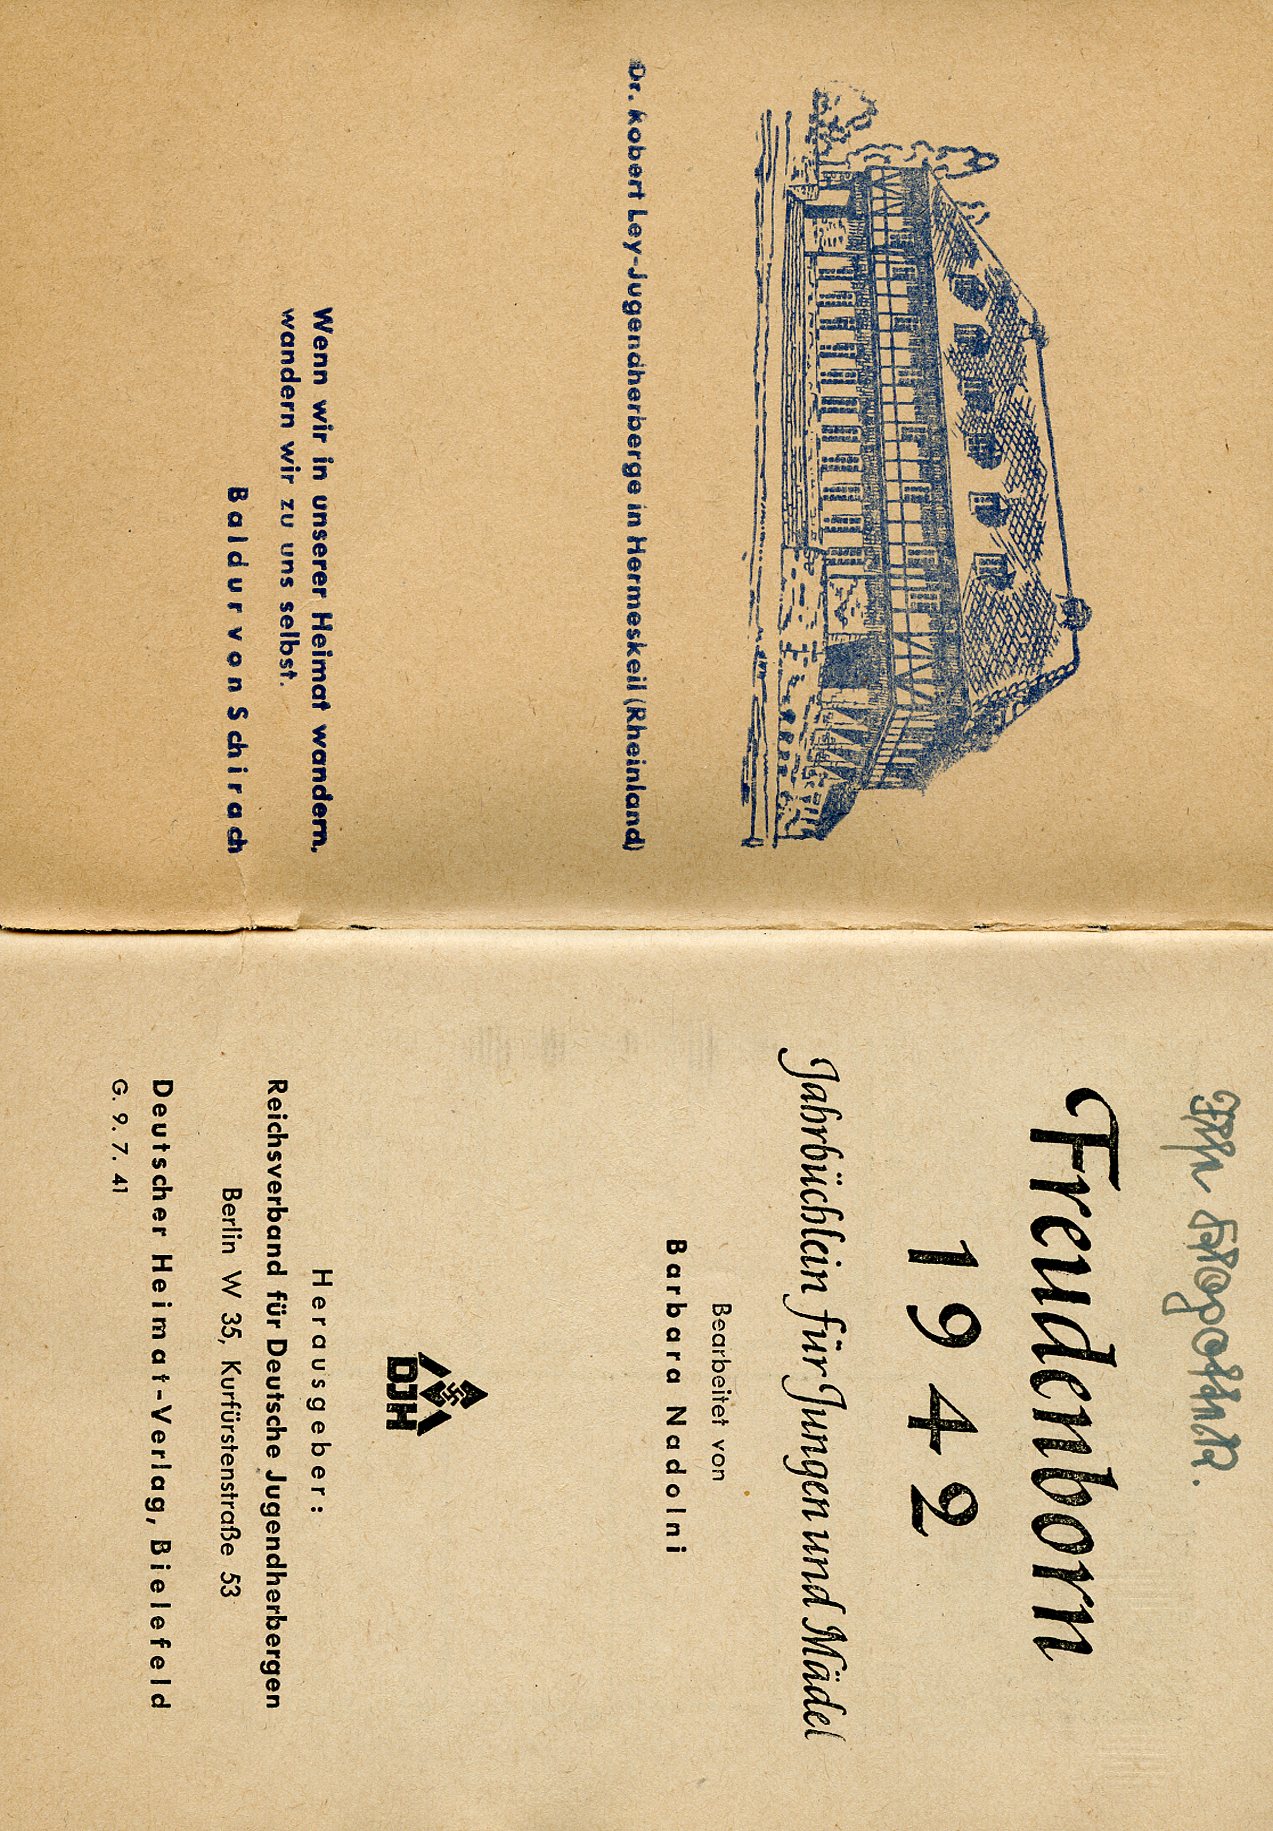 Dr. Robert Ley-Jugendherberge in Hermeskeil (Rheinland)
Wenn wir in unserer Heimat wandern,
wandern wir zu uns selbst.
Baldur von Schirach
Freudenborn
1942
Jahrbüchlein für Jungen und Mädel
Bearbeitet von
Barbara Nadolni
DJH
Herausgeber:
Reichsverband für Deutsche Jugendherbergen
Berlin W 35, Kurfürstenstraße 53
Deutscher Heimat-Verlag, Bielefeld
G. 9. 7. 41